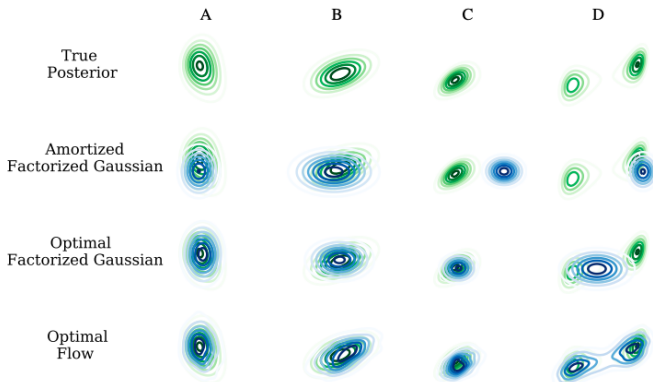 A B C D
True
Posterior
Amortized
Factorized Gaussian
Optimal
Factorized Gaussian
Optimal
Flow